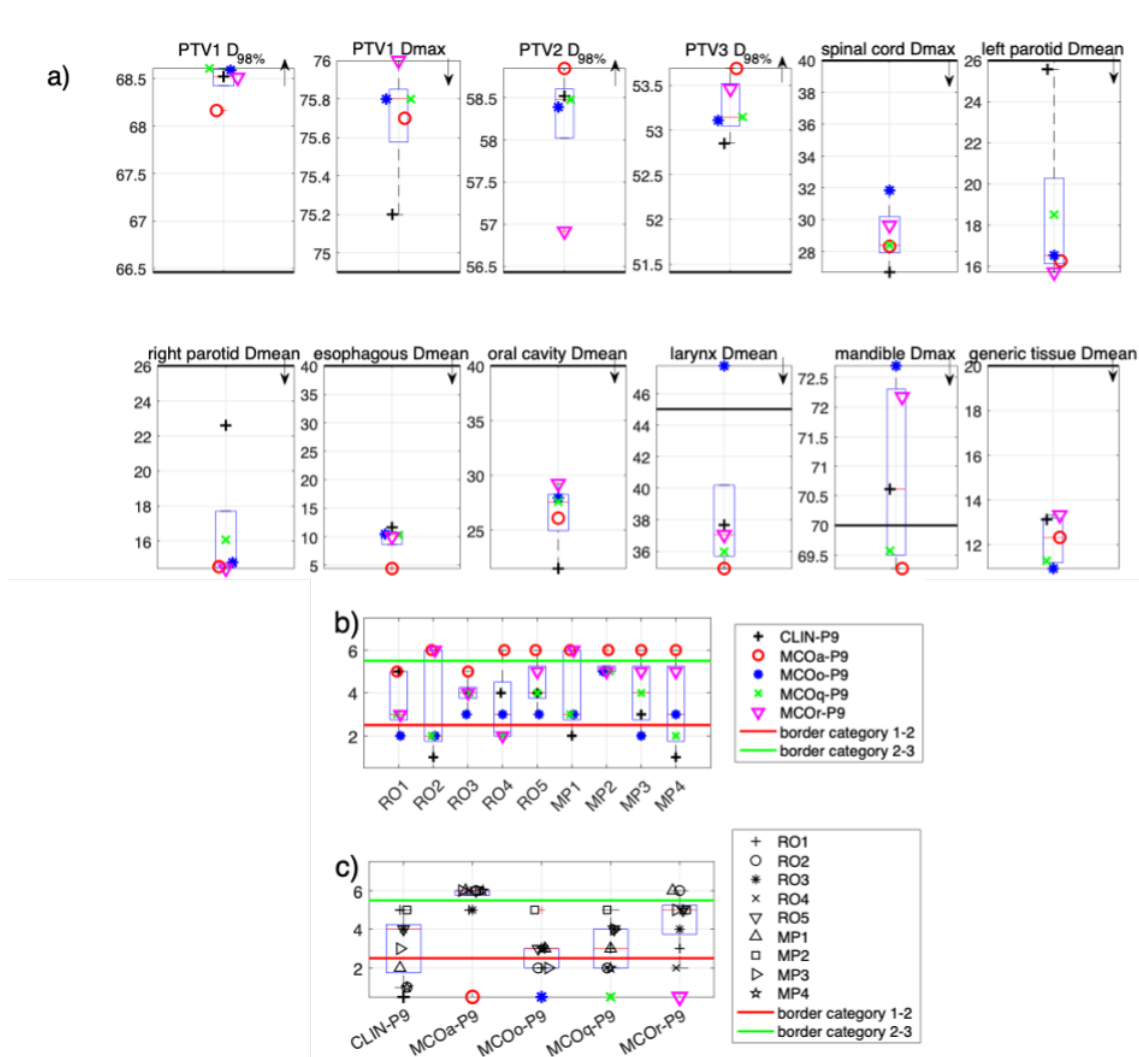 a)
PTV1 D98% PTV1 Dmax PTV2 D98% PTV3 D98% spinal cord Dmax left parotid Dmean
68.5 68 67.5 67 66.5
76 75.8 75.6 75.4 75.2 75
58.5 58 57.5 57 56.5
53.5 53 52.5 52 51.5
40 38 36 34 32 30 28
26 24 22 20 18 16
right parotid Dmean esophagous Dmean oral cavity Dmean larynx Dmean mandible Dmax generic tissue Dmean
26 24 22 20 18 16
40 35 30 25 20 15 10 5
40 35 30 25
46 44 42 40 38 36
72.5 72 71.5 71 70.5 70 69.5
20 18 16 14 12
b)
6
4
2
RO1 RO2 RO3 RO4 RO5 MP1 MP2 MP3 MP4
CLIN-P9
MCOa-P9
MCOo-P9
MCOq-P9
MCOr-P9
border category 1-2
border category 2-3
c)
6
4
2
CLIN-P9 MCOa-P9 MCOo-P9 MCOq-P9 MCOr-P9
RO1
RO2
RO3
RO4
RO5
MP1
MP2
MP3
MP4
border category 1-2
border category 2-3